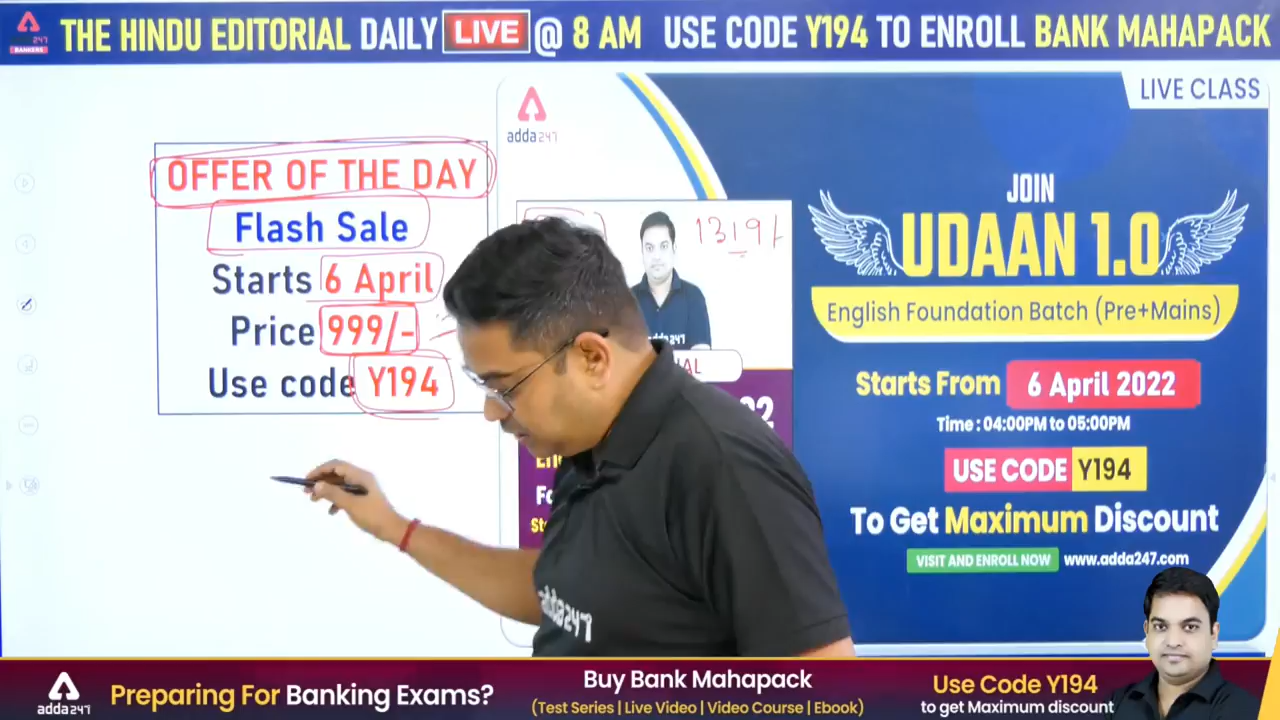 247
BANKERS
THE HINDU EDITORIAL DAILY LIVE @ 8 AM USE CODE Y194 TO ENROLL BANK MAHAPACK
LIVE CLASS
adda247
OFFER OF THE DAY
Flash Sale
Starts 6 April
Price 999/-
Use code Y194
1319/-
JOIN
UDAAN 1.0
English Foundation Batch (Pre+Mains)
Starts From 6 April 2022
Time : 04:00PM to 05:00PM
USE CODE Y194
To Get Maximum Discount
VISIT AND ENROLL NOW www.adda247.com
adda247
adda247
Preparing For Banking Exams?
Buy Bank Mahapack
(Test Series | Live Video | Video Course | Ebook)
Use Code Y194
to get Maximum discount